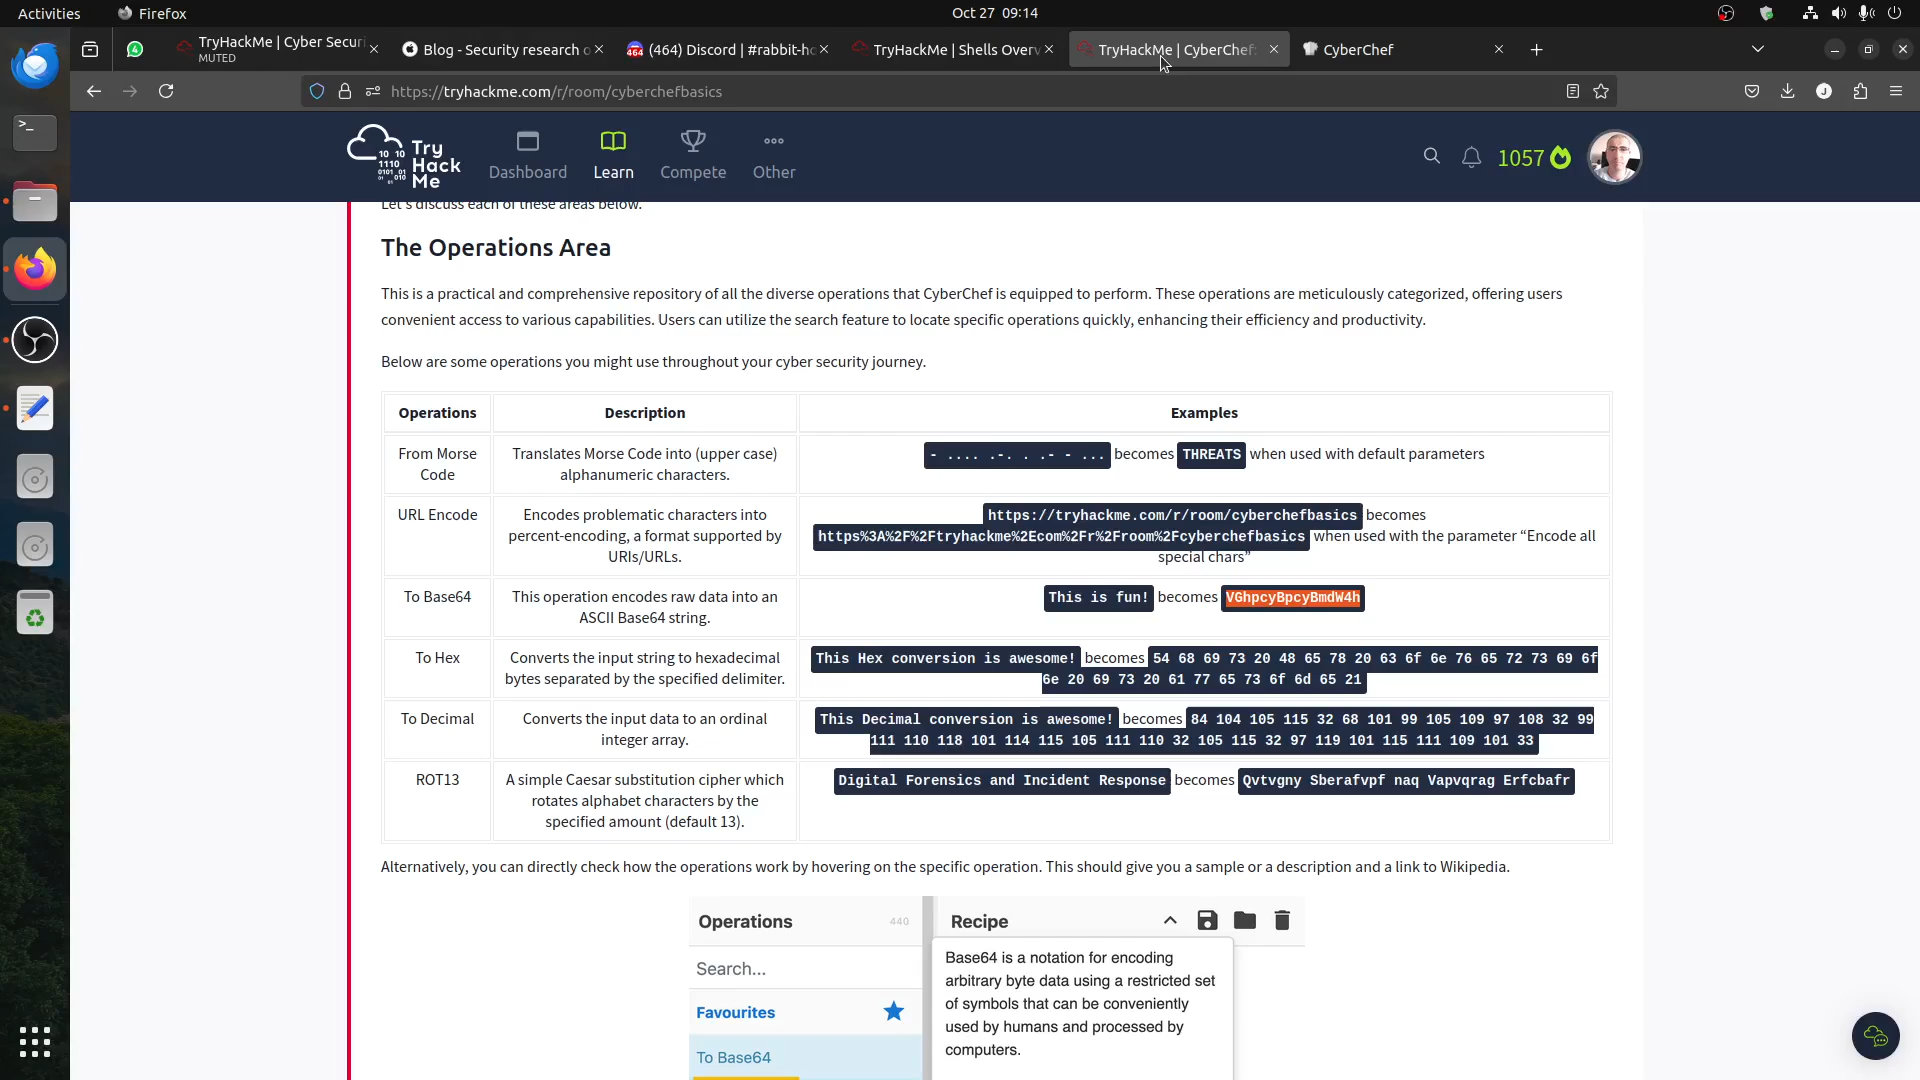 Activities
Firefox
Oct 27 09:14
4
TryHackMe | Cyber Securi
MUTED
Blog - Security research o
464
(464) Discord | #rabbit-ho
TryHackMe | Shells Overv
TryHackMe | CyberChef:
CyberChef
https://tryhackme.com/r/room/cyberchefbasics
Try
Hack
Me
Dashboard
Learn
Compete
Other
1057
Let's discuss each of these areas below.
The Operations Area
This is a practical and comprehensive repository of all the diverse operations that CyberChef is equipped to perform. These operations are meticulously categorized, offering users
convenient access to various capabilities. Users can utilize the search feature to locate specific operations quickly, enhancing their efficiency and productivity.
Below are some operations you might use throughout your cyber security journey.
Operations Description Examples
From Morse
Code
Translates Morse Code into (upper case)
alphanumeric characters.
- .... .-. . .- - ... becomes THREATS when used with default parameters
URL Encode
Encodes problematic characters into
percent-encoding, a format supported by
URIs/URLs.
https://tryhackme.com/r/room/cyberchefbasics becomes
https%3A%2F%2Ftryhackme%2Ecom%2Fr%2Froom%2Fcyberchefbasics when used with the parameter “Encode all
special chars”
To Base64
This operation encodes raw data into an
ASCII Base64 string.
This is fun! becomes VGhpcyBpcyBmdW4h
To Hex
Converts the input string to hexadecimal
bytes separated by the specified delimiter.
This Hex conversion is awesome! becomes 54 68 69 73 20 48 65 78 20 63 6f 6e 76 65 72 73 69 6f
6e 20 69 73 20 61 77 65 73 6f 6d 65 21
To Decimal
Converts the input data to an ordinal
integer array.
This Decimal conversion is awesome! becomes 84 104 105 115 32 68 101 99 105 109 97 108 32 99
111 110 118 101 114 115 105 111 110 32 105 115 32 97 119 101 115 111 109 101 33
ROT13
A simple Caesar substitution cipher which
rotates alphabet characters by the
specified amount (default 13).
Digital Forensics and Incident Response becomes Qvtvgny Sberafvpf naq Vapvqrag Erfcbafr
Alternatively, you can directly check how the operations work by hovering on the specific operation. This should give you a sample or a description and a link to Wikipedia.
Operations 440
Search...
Favourites
To Base64
Recipe
Base64 is a notation for encoding
arbitrary byte data using a restricted set
of symbols that can be conveniently
used by humans and processed by
computers.